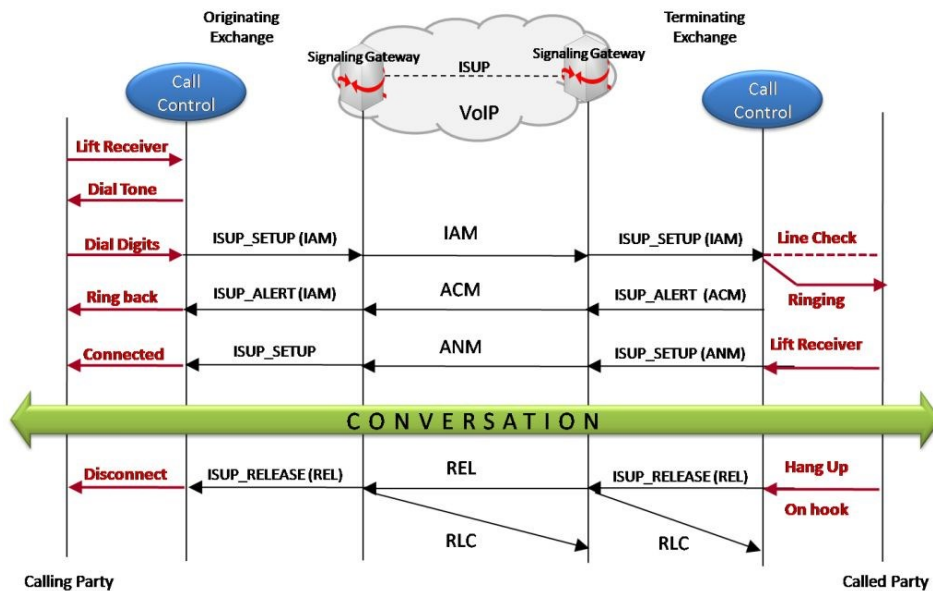 Originating
Exchange
Terminating
Exchange
Signaling Gateway
Signaling Gateway
ISUP
VoIP
Call
Control
Call
Control
Lift Receiver
Dial Tone
Dial Digits
ISUP_SETUP (IAM)
IAM
ISUP_SETUP (IAM)
Line Check
Ring back
ISUP_ALERT (IAM)
ACM
ISUP_ALERT (ACM)
Ringing
Connected
ISUP_SETUP
ANM
ISUP_SETUP (ANM)
Lift Receiver
CONVERSATION
Disconnect
ISUP_RELEASE (REL)
REL
ISUP_RELEASE (REL)
Hang Up
On hook
RLC
RLC
Calling Party
Called Party